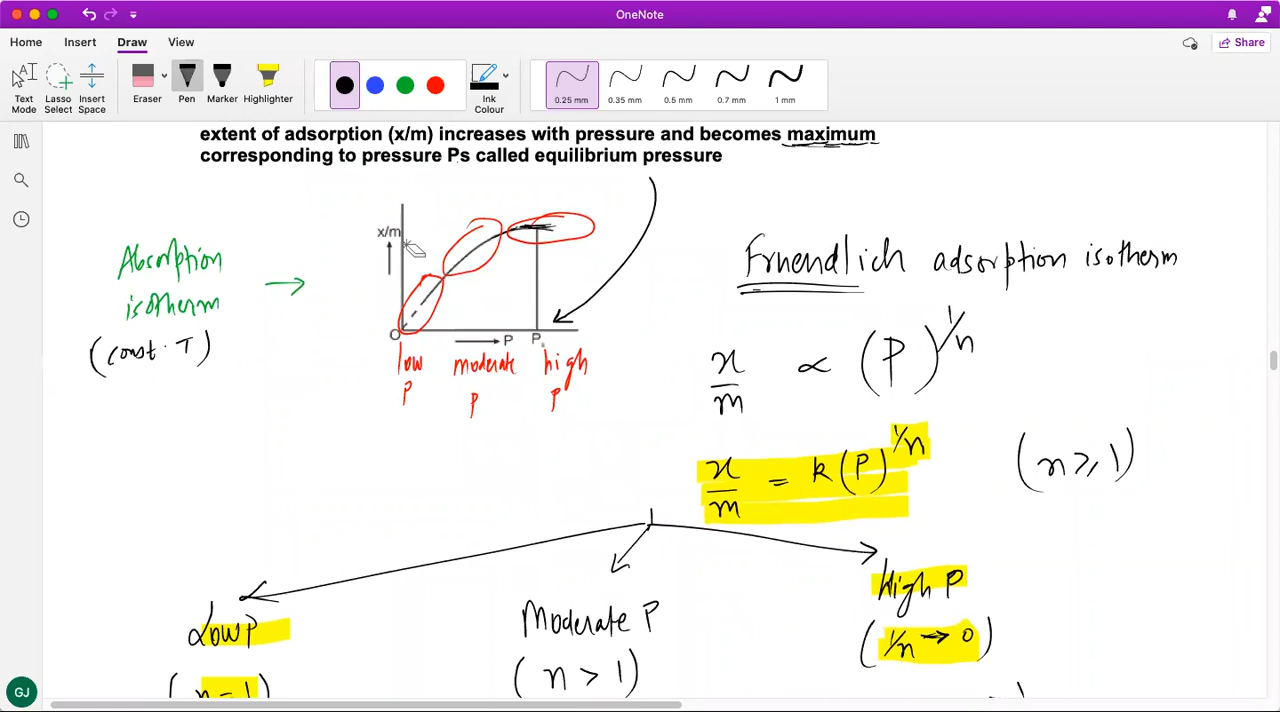 OneNote
Home Insert Draw View
Share
Text Mode
Lasso Select
Insert Space
Eraser
Pen
Marker
Highlighter
0.25 mm
0.35 mm
0.5 mm
0.7 mm
1 mm
Ink Colour
extent of adsorption (x/m) increases with pressure and becomes maximum
corresponding to pressure Ps called equilibrium pressure
x/m
O
P
P
low P
moderate P
high P
Absorption
isotherm
(const. T)
Fruendlich adsorption isotherm
x/m ∝ (P)^1/n
x/m = k(P)^1/n
(n ≥ 1)
Low P
(n = 1)
Moderate P
(n > 1)
High P
(1/n → 0)
GJ